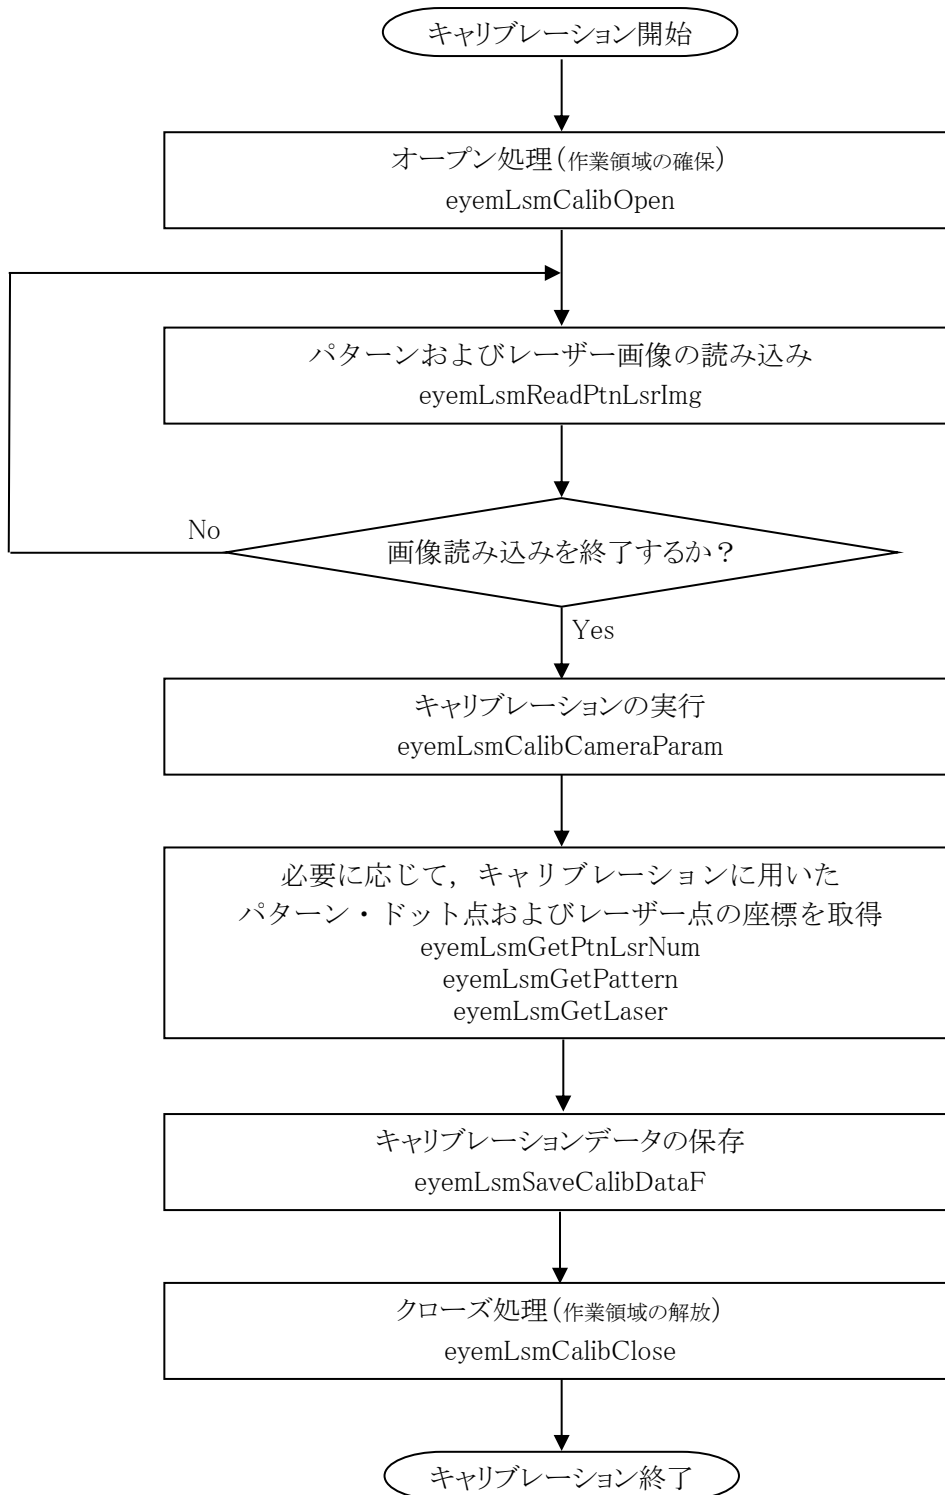 キャリブレーション開始
オープン処理(作業領域の確保)
eyemLsmCalibOpen
パターンおよびレーザー画像の読み込み
eyemLsmReadPtnLsrImg
No
画像読み込みを終了するか？
Yes
キャリブレーションの実行
eyemLsmCalibCameraParam
必要に応じて，キャリブレーションに用いた
パターン・ドット点およびレーザー点の座標を取得
eyemLsmGetPtnLsrNum
eyemLsmGetPattern
eyemLsmGetLaser
キャリブレーションデータの保存
eyemLsmSaveCalibDataF
クローズ処理(作業領域の解放)
eyemLsmCalibClose
キャリブレーション終了